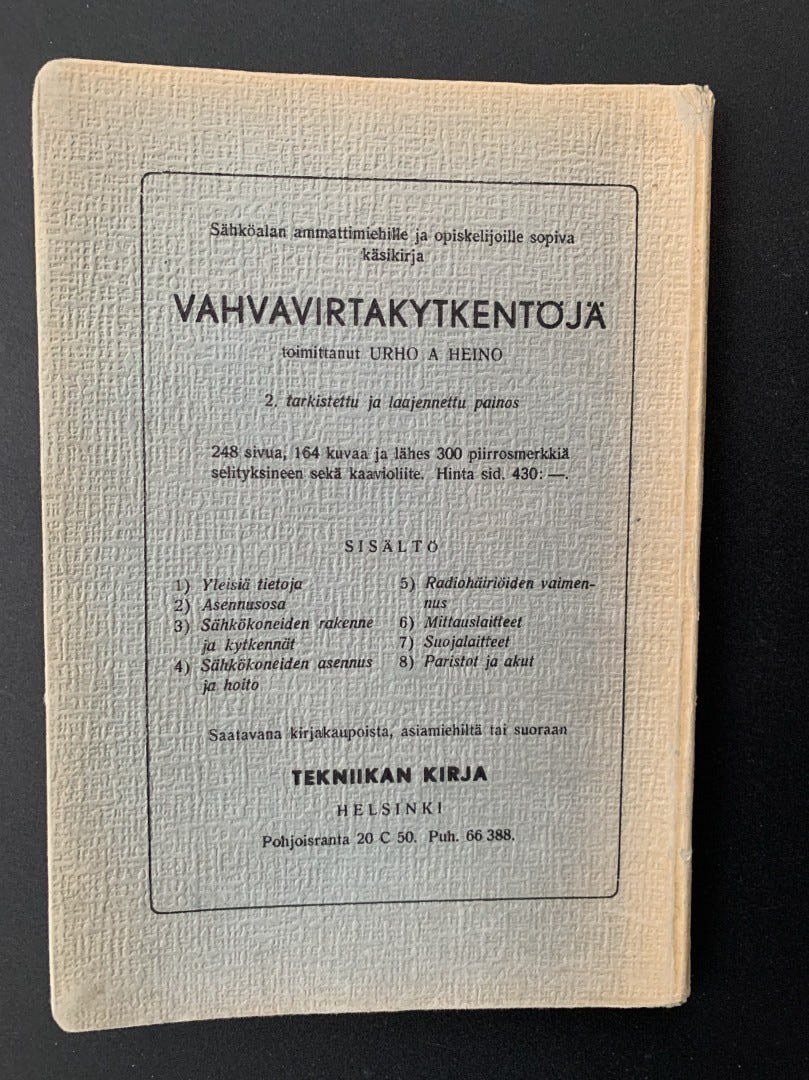 Sähköalan ammattimiehille ja opiskelijoille sopiva
käsikirja
VAHVAVIRTAKYTKENTÖJÄ
toimittanut URHO A HEINO
2. tarkistettu ja laajennettu painos
248 sivua, 164 kuvaa ja lähes 300 piirrosmerkkiä
selityksineen sekä kaavioliite. Hinta sid. 430: —.
SISÄLTÖ
1) Yleisiä tietoja
2) Asennusosa
3) Sähkökoneiden rakenne
ja kytkennät
4) Sähkökoneiden asennus
ja hoito
5) Radiohäiriöiden vaimen-
nus
6) Mittauslaitteet
7) Suojalaitteet
8) Paristot ja akut
Saatavana kirjakaupoista, asiamiehiltä tai suoraan
TEKNIIKAN KIRJA
HELSINKI
Pohjoisranta 20 C 50. Puh. 66 388.